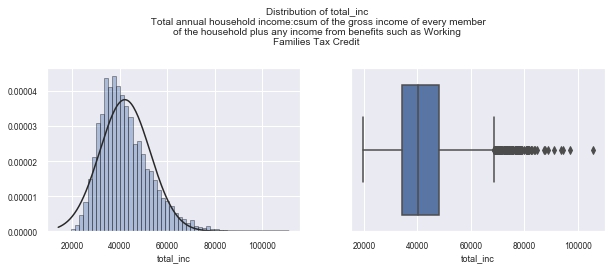 Distribution of total_inc
Total annual household income:csum of the gross income of every member
of the household plus any income from benefits such as Working
Families Tax Credit
0.00004
0.00003
0.00002
0.00001
0.00000
20000 40000 60000 80000 100000
total_inc
20000 40000 60000 80000 100000
total_inc